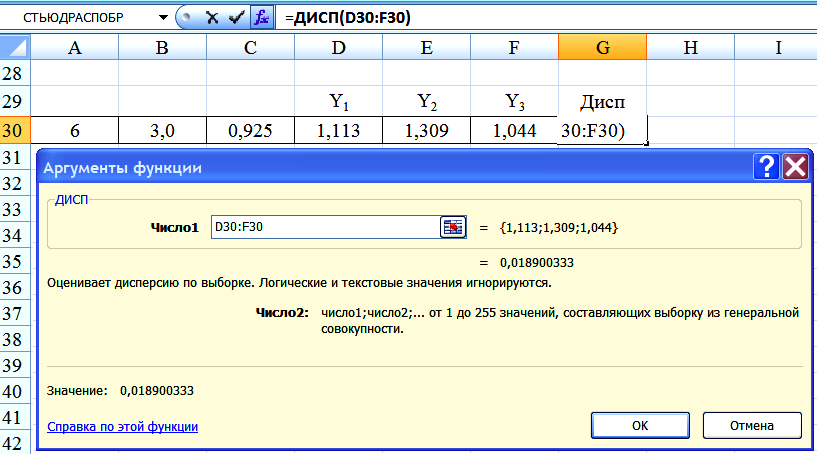 СТЬЮДРАСПОБР =ДИСП(D30:F30)
A B C D E F G H I
28
29 Y1 Y2 Y3 Дисп
30 6 3,0 0,925 1,113 1,309 1,044 30:F30)
31
Аргументы функции
32
33 ДИСП
34 Число1 D30:F30 = {1,113;1,309;1,044}
35 = 0,018900333
36 Оценивает дисперсию по выборке. Логические и текстовые значения игнорируются.
37 Число2: число1;число2;... от 1 до 255 значений, составляющих выборку из генеральной
38 совокупности.
39
40 Значение: 0,018900333
41 Справка по этой функции ОК Отмена
42